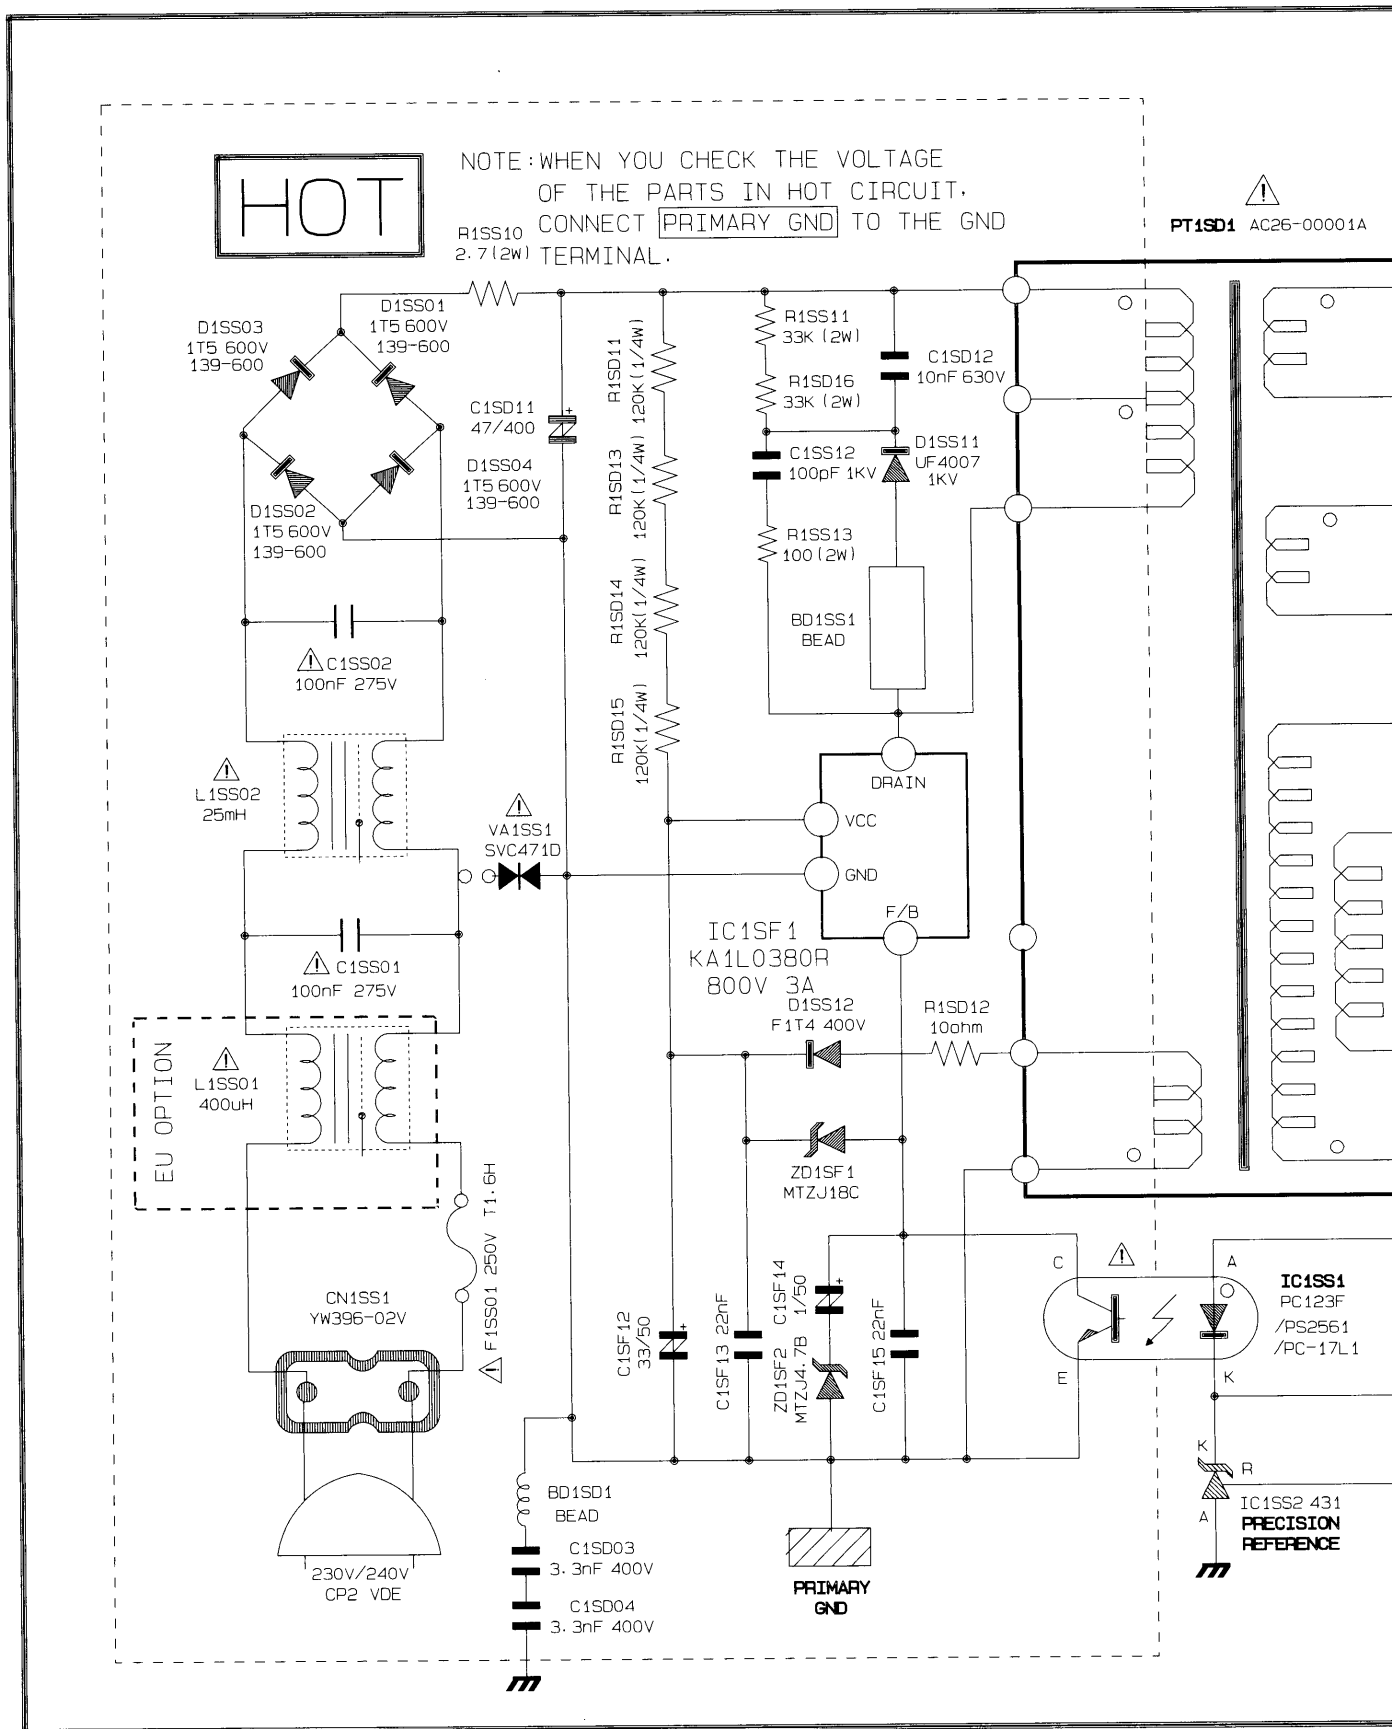 HOT
NOTE:WHEN YOU CHECK THE VOLTAGE
OF THE PARTS IN HOT CIRCUIT,
CONNECT PRIMARY GND TO THE GND
TERMINAL.
R1SS10
2.7(2W)
PT1SD1 AC26-00001A
D1SS03
1T5 600V
139-600
D1SS01
1T5 600V
139-600
C1SD11
47/400
D1SS04
1T5 600V
139-600
D1SS02
1T5 600V
139-600
R1SD11
120K(1/4W)
R1SD13
120K(1/4W)
R1SD14
120K(1/4W)
R1SD15
120K(1/4W)
R1SS11
33K (2W)
R1SD16
33K (2W)
C1SD12
10nF 630V
C1SS12
100pF 1KV
D1SS11
UF4007
1KV
R1SS13
100(2W)
BD1SS1
BEAD
C1SS02
100nF 275V
L1SS02
25mH
VA1SS1
SVC471D
DRAIN
VCC
GND
F/B
IC1SF1
KA1L0380R
800V 3A
C1SS01
100nF 275V
D1SS12
F1T4 400V
R1SD12
10ohm
EU OPTION
L1SS01
400uH
ZD1SF1
MTZJ18C
F1SS01 250V T1.6H
CN1SS1
YW396-02V
C1SF12
33/50
C1SF13 22nF
C1SF14
1/50
ZD1SF2
MTZJ4.7B
C1SF15 22nF
C
E
A
K
IC1SS1
PC123F
/PS2561
/PC-17L1
K
R
A
IC1SS2 431
PRECISION
REFERENCE
230V/240V
CP2 VDE
BD1SD1
BEAD
C1SD03
3.3nF 400V
C1SD04
3.3nF 400V
PRIMARY
GND